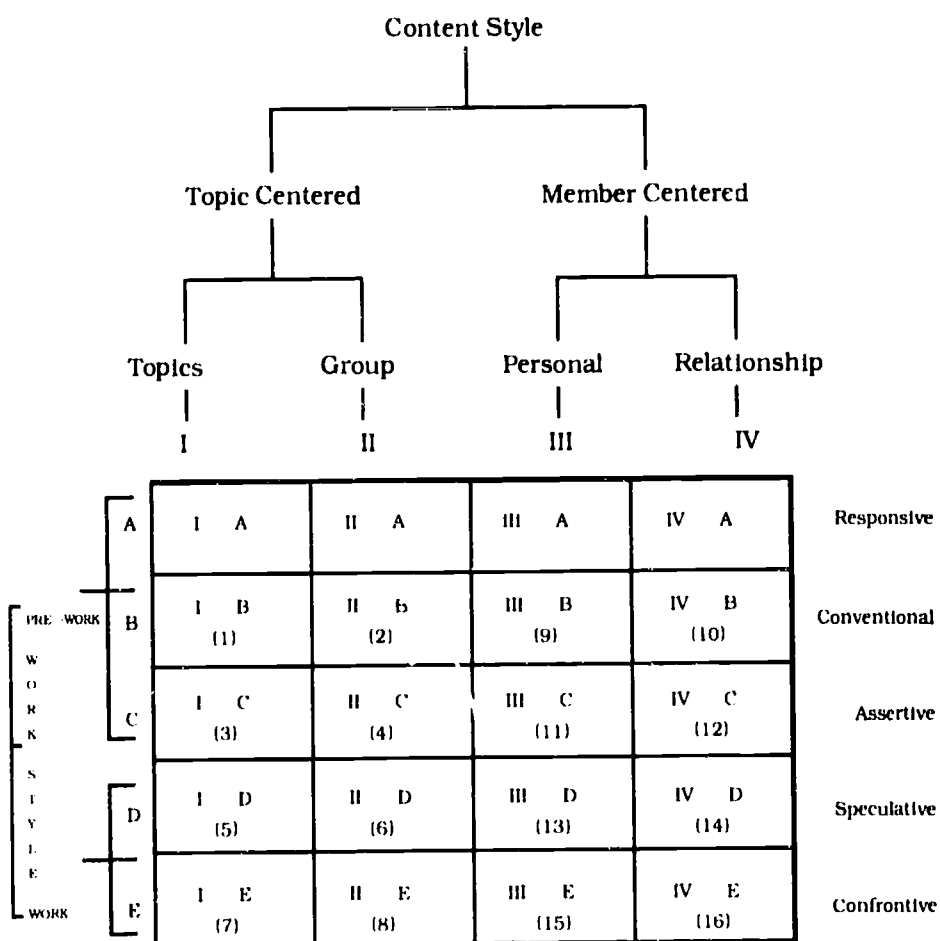 Content Style
Topic Centered Member Centered
Topics Group Personal Relationship
I II III IV
A I A II A III A IV A Responsive
PRE-WORK B I B II b III B IV B Conventional
(1) (2) (9) (10)
WORK C I C II C III C IV C Assertive
(3) (4) (11) (12)
STYLE D I D II D III D IV D Speculative
(5) (6) (13) (14)
WORK E I E II E III E IV E Confrontive
(7) (8) (15) (16)